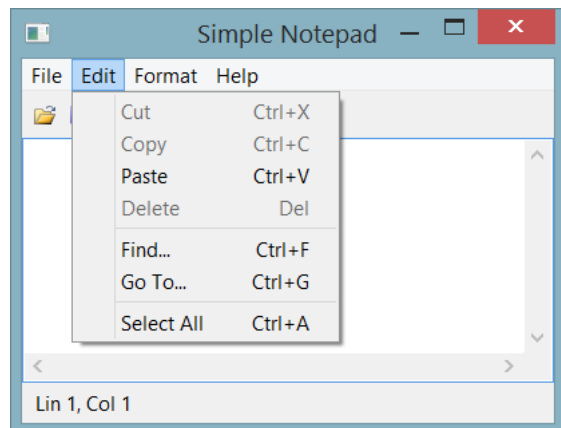 Simple Notepad
File Edit Format Help
Cut Ctrl+X
Copy Ctrl+C
Paste Ctrl+V
Delete Del
Find... Ctrl+F
Go To... Ctrl+G
Select All Ctrl+A
Lin 1, Col 1